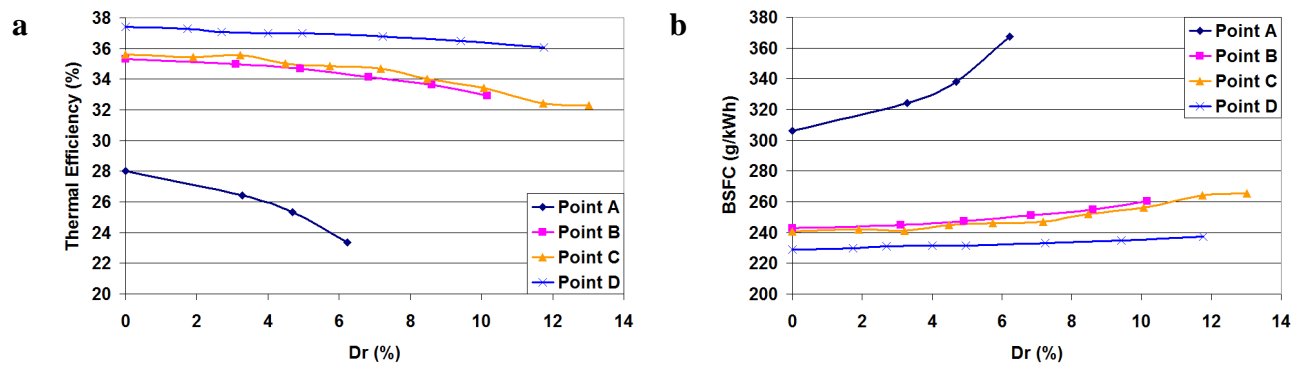 a
Thermal Efficiency (%)
38
36
34
32
30
28
26
24
22
20
0 2 4 6 8 10 12 14
Dr (%)
Point A
Point B
Point C
Point D
b
BSFC (g/kWh)
380
360
340
320
300
280
260
240
220
200
0 2 4 6 8 10 12 14
Dr (%)
Point A
Point B
Point C
Point D